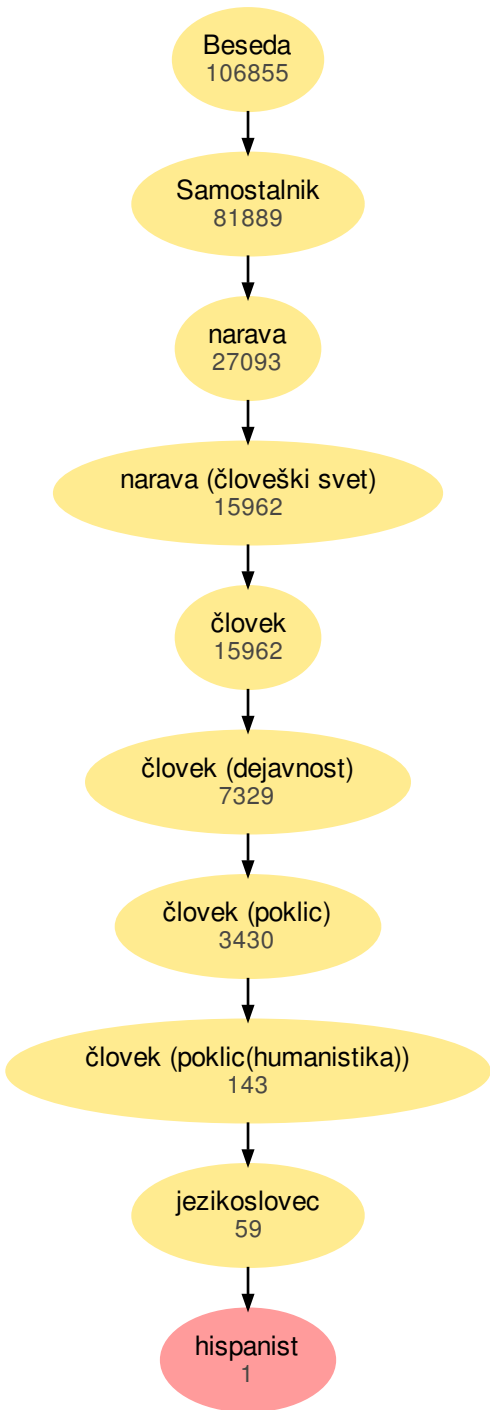 Beseda
106855
Samostalnik
81889
narava
27093
narava (človeški svet)
15962
človek
15962
človek (dejavnost)
7329
človek (poklic)
3430
človek (poklic(humanistika))
143
jezikoslovec
59
hispanist
1